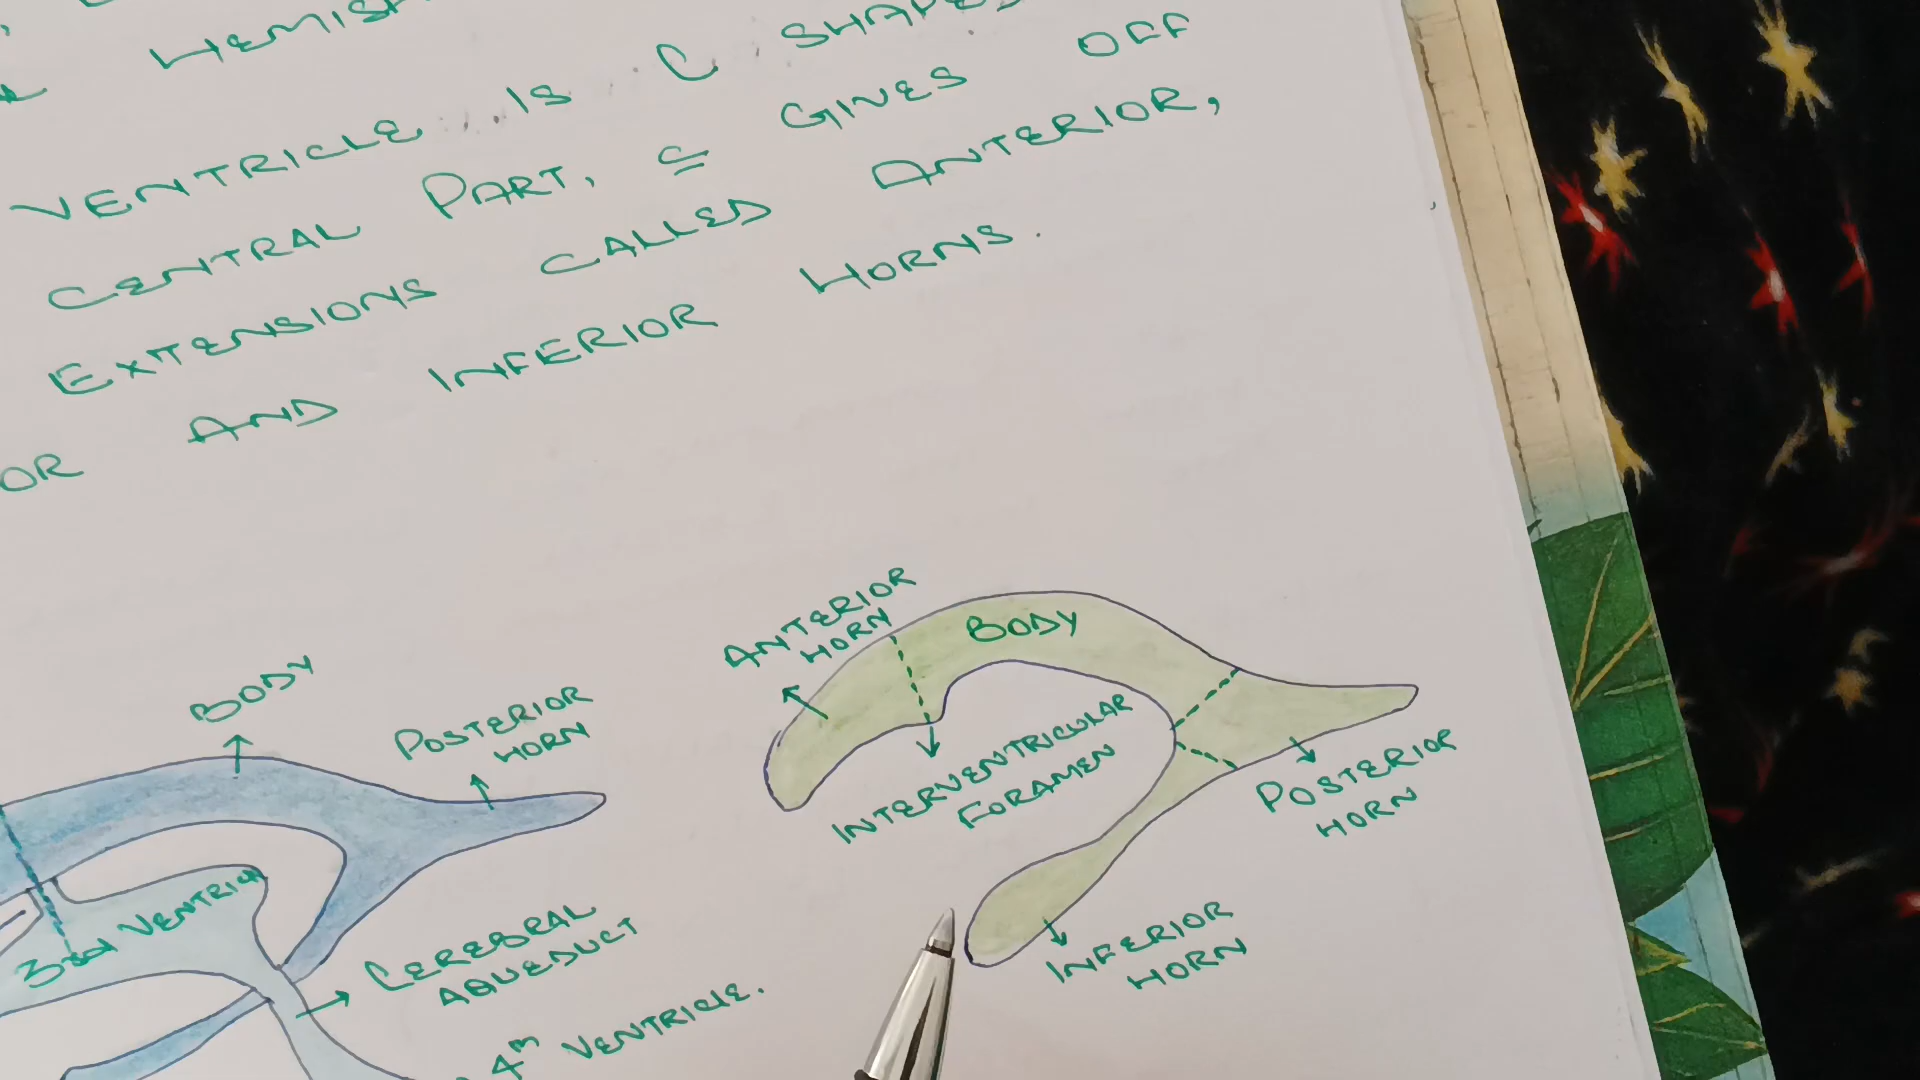 HEMIS
VENTRICLE IS C SHAPED
CENTRAL PART, C GIVES OFF
EXTENSIONS CALLED ANTERIOR,
OR AND INFERIOR HORNS.
ANTERIOR
HORN
BODY
INTERVENTRICULAR
FORAMEN
POSTERIOR
HORN
INFERIOR
HORN
BODY
POSTERIOR
HORN
3rd VENTRICL
CEREBRAL
AQUEDUCT
4th VENTRICLE.